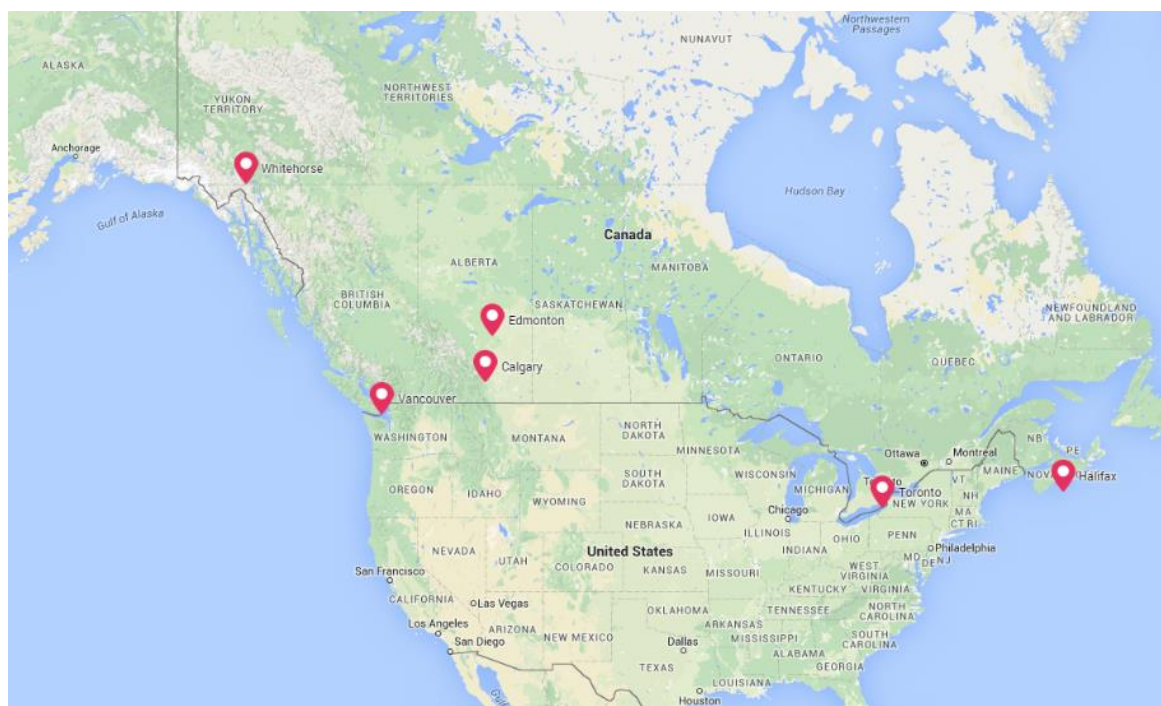 Northwestern
Passages
NUNAVUT
ALASKA
YUKON
TERRITORY
NORTHWEST
TERRITORIES
Anchorage
Whitehorse
Hudson Bay
Gulf of Alaska
Canada
ALBERTA
MANITOBA
BRITISH
COLUMBIA
SASKATCHEWAN
NEWFOUNDLAND
AND LABRADOR
Edmonton
ONTARIO
QUEBEC
Calgary
Vancouver
WASHINGTON
MONTANA
NORTH
DAKOTA
MINNESOTA
NB
PE
Ottawa
Montreal
MAINE
Halifax
OREGON
IDAHO
SOUTH
DAKOTA
WISCONSIN
MICHIGAN
Toronto
VT
NH
NEW YORK
WYOMING
Chicago
MA
CT RI
NEBRASKA
IOWA
ILLINOIS
OHIO
PENN
INDIANA
Philadelphia
NEVADA
UTAH
United States
COLORADO
KANSAS
MISSOURI
WEST
VIRGINIA
MD
DE
NJ
San Francisco
CALIFORNIA
KENTUCKY
VIRGINIA
Las Vegas
OKLAHOMA
TENNESSEE
NORTH
CAROLINA
Los Angeles
ARIZONA
NEW MEXICO
ARKANSAS
MISSISSIPPI
SOUTH
CAROLINA
San Diego
Dallas
ALABAMA
TEXAS
GEORGIA
LOUISIANA
Houston